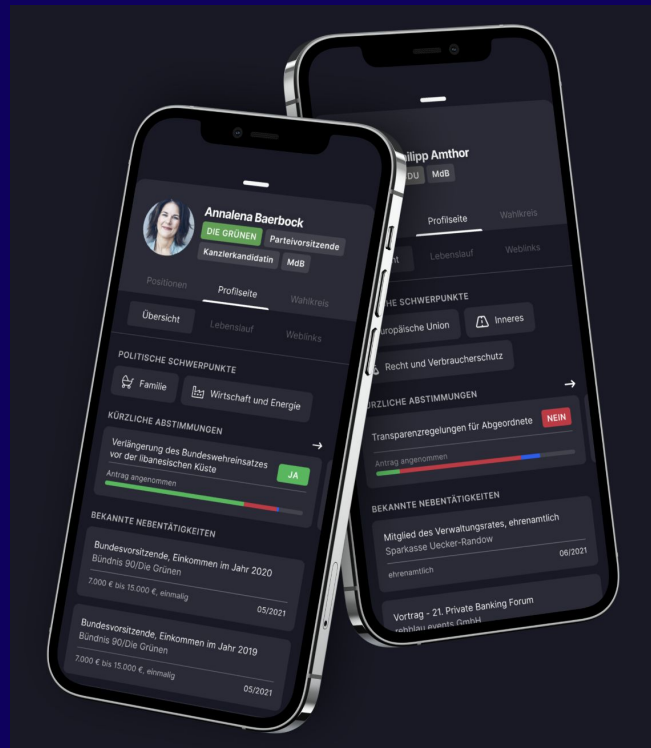 Annalena Baerbock
DIE GRÜNEN
Parteivorsitzende
Kanzlerkandidatin
MdB
Positionen
Profilseite
Wahlkreis
Übersicht
Lebenslauf
Weblinks
POLITISCHE SCHWERPUNKTE
Familie
Wirtschaft und Energie
KÜRZLICHE ABSTIMMUNGEN
Verlängerung des Bundeswehreinsatzes
vor der libanesischen Küste
JA
Antrag angenommen
BEKANNTE NEBENTÄTIGKEITEN
Bundesvorsitzende, Einkommen im Jahr 2020
Bündnis 90/Die Grünen
7.000 € bis 15.000 €, einmalig
05/2021
Bundesvorsitzende, Einkommen im Jahr 2019
Bündnis 90/Die Grünen
7.000 € bis 15.000 €, einmalig
05/2021
ilipp Amthor
DU
MdB
Profilseite
Wahlkreis
ht
Lebenslauf
Weblinks
HE SCHWERPUNKTE
uropäische Union
Inneres
Recht und Verbraucherschutz
RZLICHE ABSTIMMUNGEN
Transparenzregelungen für Abgeordnete
NEIN
Antrag angenommen
BEKANNTE NEBENTÄTIGKEITEN
Mitglied des Verwaltungsrates, ehrenamtlich
Sparkasse Uecker-Randow
ehrenamtlich
06/2021
Vortrag - 21. Private Banking Forum
rehblau events GmbH